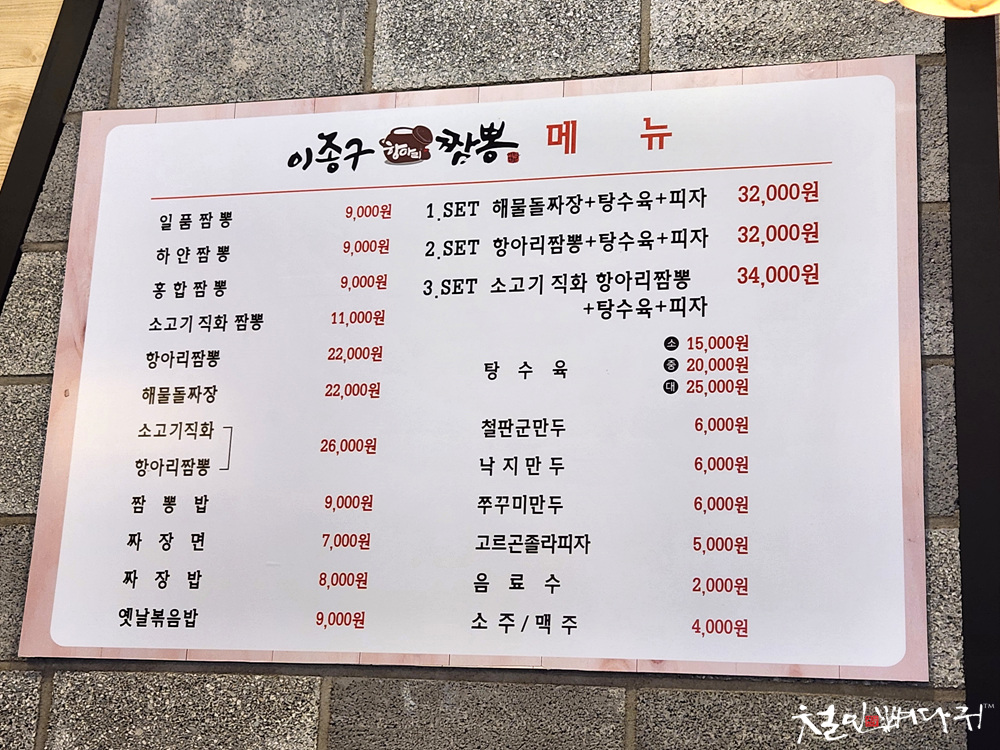 이종구 항아리 짬뽕 메 뉴
일품짬뽕 9,000원
하얀짬뽕 9,000원
홍합짬뽕 9,000원
소고기 직화 짬뽕 11,000원
항아리짬뽕 22,000원
해물돌짜장 22,000원
소고기직화
항아리짬뽕 26,000원
짬 뽕 밥 9,000원
짜 장 면 7,000원
짜 장 밥 8,000원
옛날볶음밥 9,000원
1.SET 해물돌짜장+탕수육+피자 32,000원
2.SET 항아리짬뽕+탕수육+피자 32,000원
3.SET 소고기 직화 항아리짬뽕 34,000원
+탕수육+피자
탕 수 육
소 15,000원
중 20,000원
대 25,000원
철판군만두 6,000원
낙지만두 6,000원
쭈꾸미만두 6,000원
고르곤졸라피자 5,000원
음 료 수 2,000원
소 주 / 맥 주 4,000원
철민뼈다귀™